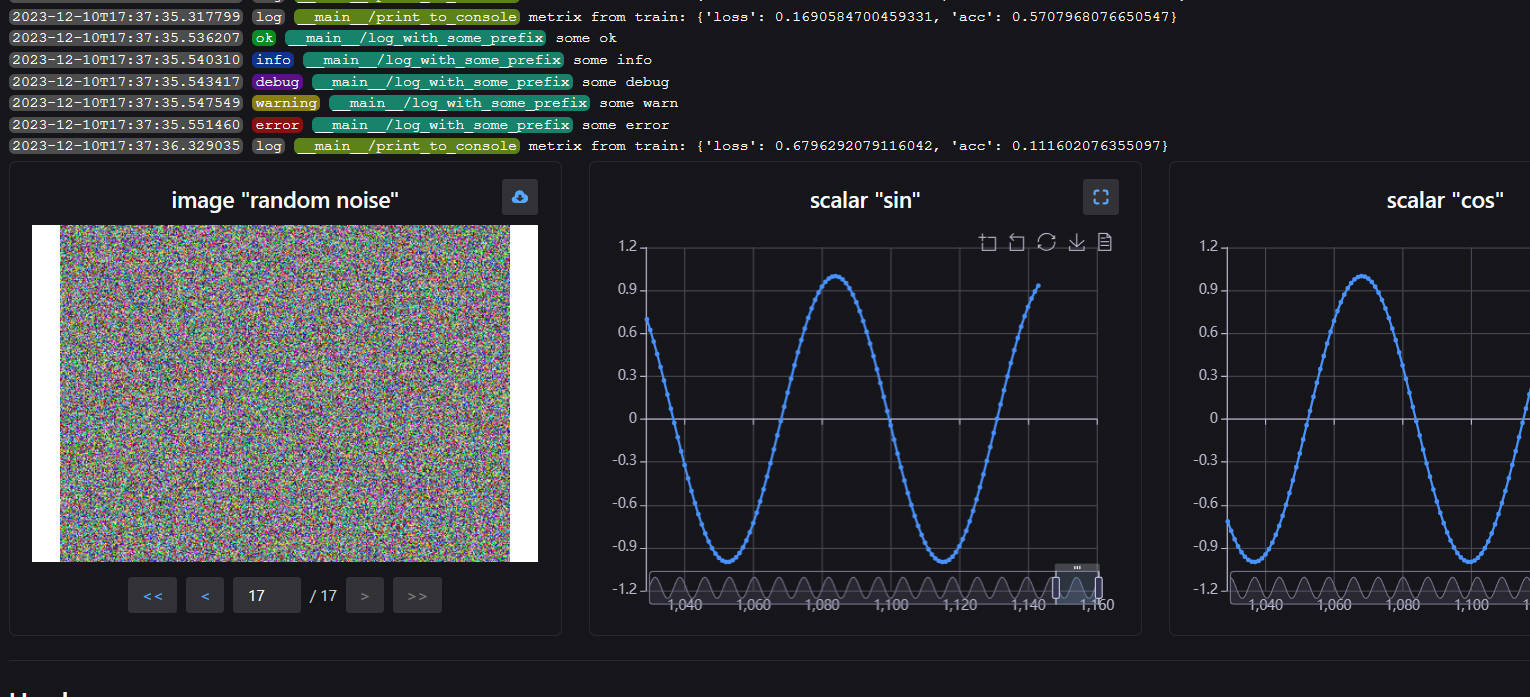 2023-12-10T17:37:35.317799 log __main__/print_to_console metrix from train: {'loss': 0.1690584700459331, 'acc': 0.5707968076650547}
2023-12-10T17:37:35.536207 ok __main__/log_with_some_prefix some ok
2023-12-10T17:37:35.540310 info __main__/log_with_some_prefix some info
2023-12-10T17:37:35.543417 debug __main__/log_with_some_prefix some debug
2023-12-10T17:37:35.547549 warning __main__/log_with_some_prefix some warn
2023-12-10T17:37:35.551460 error __main__/log_with_some_prefix some error
2023-12-10T17:37:36.329035 log __main__/print_to_console metrix from train: {'loss': 0.6796292079116042, 'acc': 0.111602076355097}
image "random noise"
<< < 17 / 17 > >>
scalar "sin"
1.2
0.9
0.6
0.3
0
-0.3
-0.6
-0.9
-1.2
1,040 1,060 1,080 1,100 1,120 1,140 1,160
scalar "cos"
1.2
0.9
0.6
0.3
0
-0.3
-0.6
-0.9
-1.2
1,040 1,060 1,080 1,100